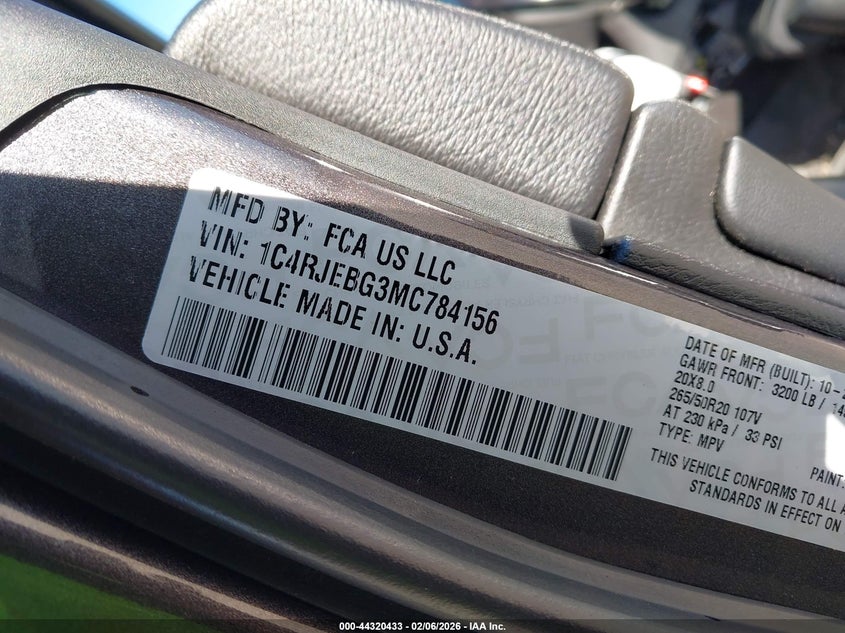 MFD BY: FCA US LLC
VIN: 1C4RJEBG3MC784156
VEHICLE MADE IN: U.S.A.
DATE OF MFR (BUILT): 10-
GAWR FRONT: 3200 LB /
20X8.0
265/50R20 107V
AT 230 kPa / 33 PSI
TYPE: MPV
PAINT:
THIS VEHICLE CONFORMS TO ALL A
STANDARDS IN EFFECT ON
000-44320433 - 02/06/2026 - IAA Inc.